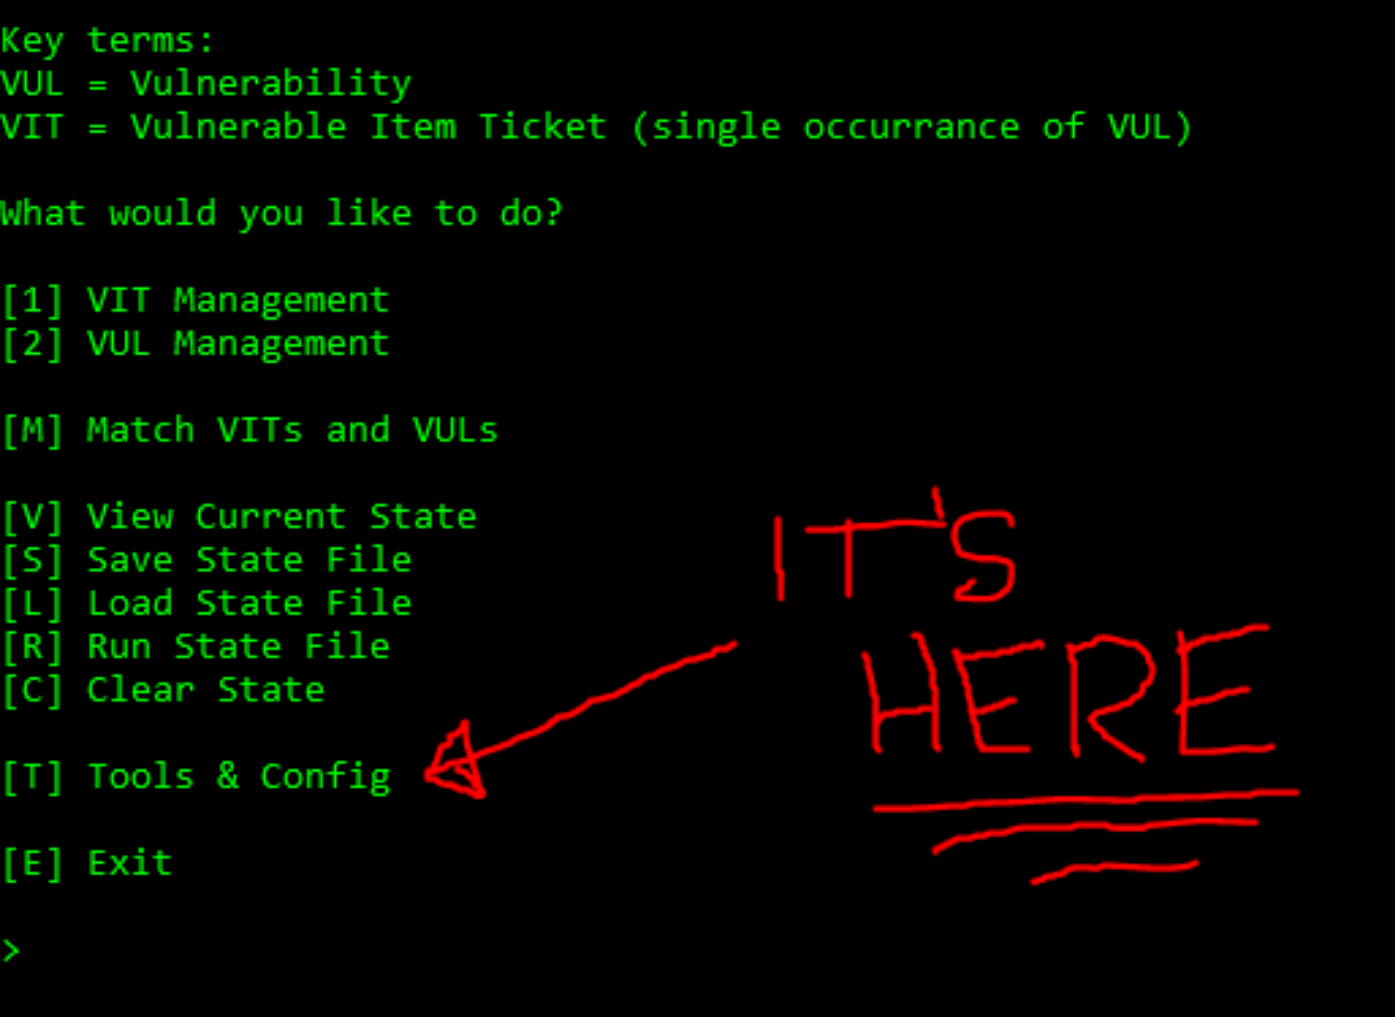 Key terms:
VUL = Vulnerability
VIT = Vulnerable Item Ticket (single occurrance of VUL)
What would you like to do?
[1] VIT Management
[2] VUL Management
[M] Match VITs and VULs
[V] View Current State
[S] Save State File
[L] Load State File
[R] Run State File
[C] Clear State
[T] Tools & Config
[E] Exit
>
IT'S
HERE